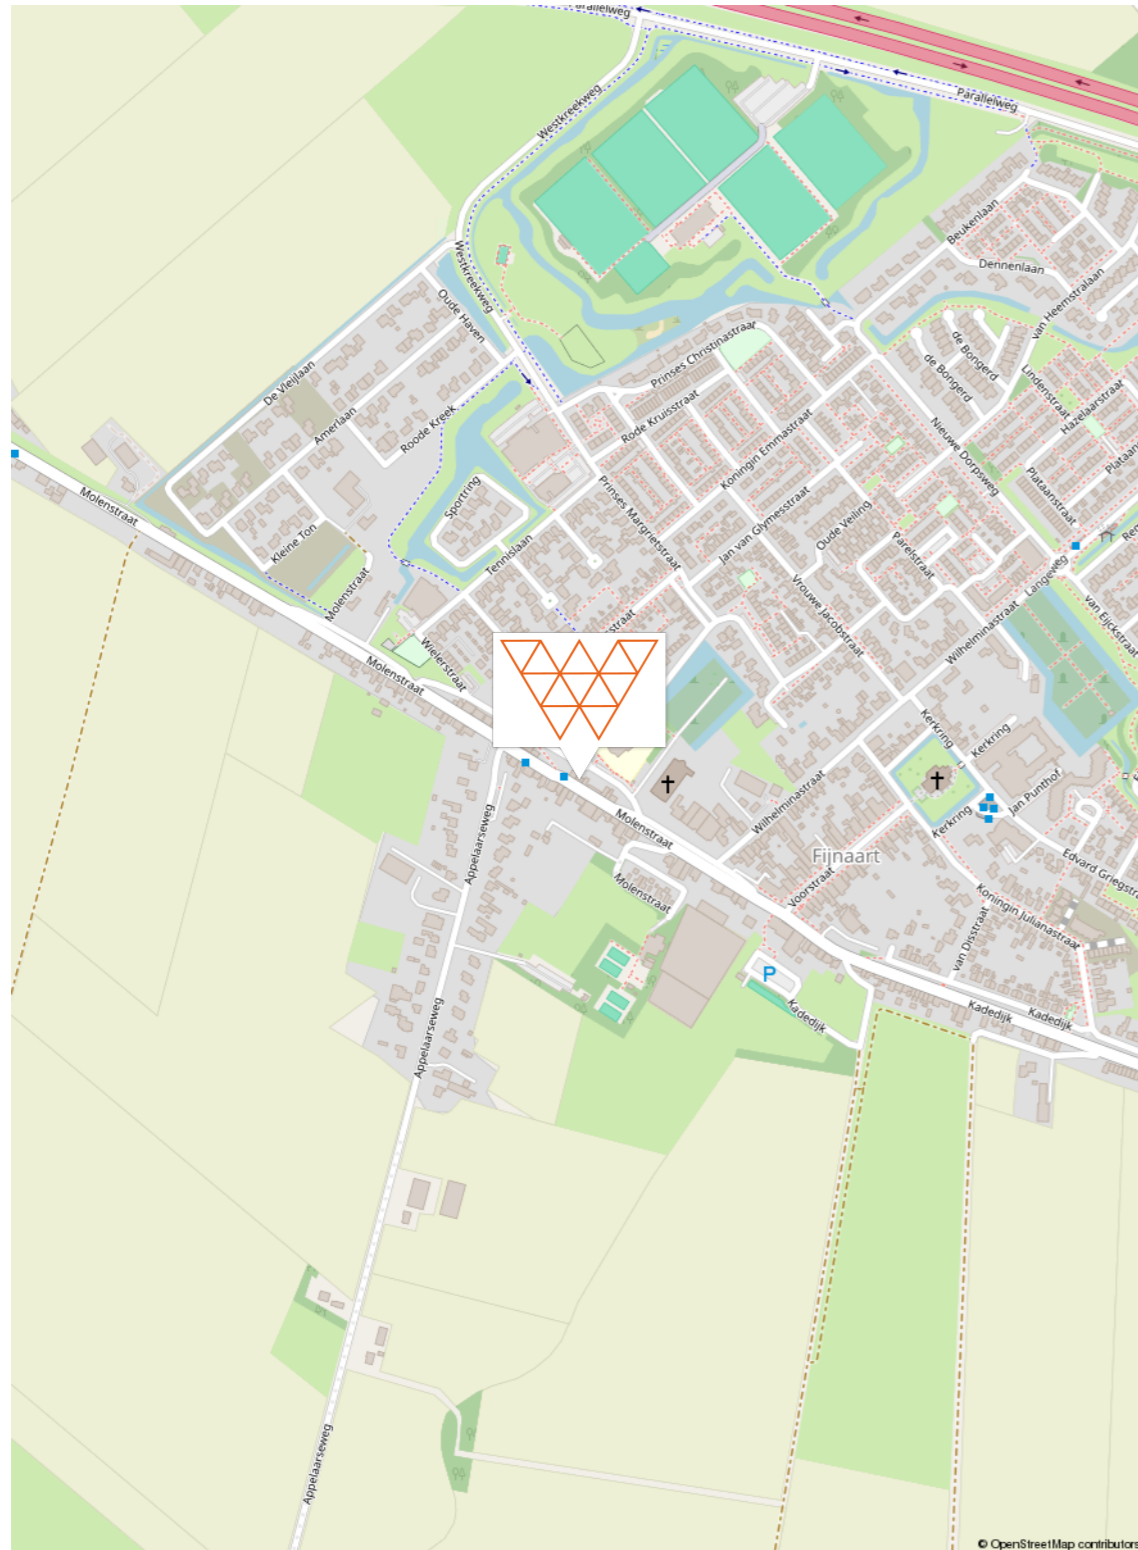 Parallelweg
Westkreekweg
Parallelweg
Beukenlaan
Dennenlaan
van Heemstralaan
Westkreekweg
Oude Haven
Prinses Christinastraat
de Bongerd
de Bongerd
De Vleijlaan
Amerlaan
Roode Kreek
Rode Kruisstraat
Koningin Emmastraat
Nieuwe Dorpsweg
Lindenstraat
Hazelaarstraat
Plataanstraat
Molenstraat
Kleine Ton
Molenstraat
Sportring
Tennislaan
Prinses Margrietstraat
Jan van Glymesstraat
Oude Veiling
Parelstraat
Vrouwe Jacobstraat
Langeweg
van Eijckstraat
Wilhelminastraat
Wielerstraat
Molenstraat
Kerkring
Kerkring
Jan Punthof
Kerkring
Appelaarseweg
Molenstraat
Wilhelminastraat
Fijnaart
Voorstraat
Molenstraat
Koningin Julianastraat
van Disstraat
P
Kadedijk
Kadedijk
Kadedijk
Appelaarseweg
Appelaarseweg
© OpenStreetMap contributors